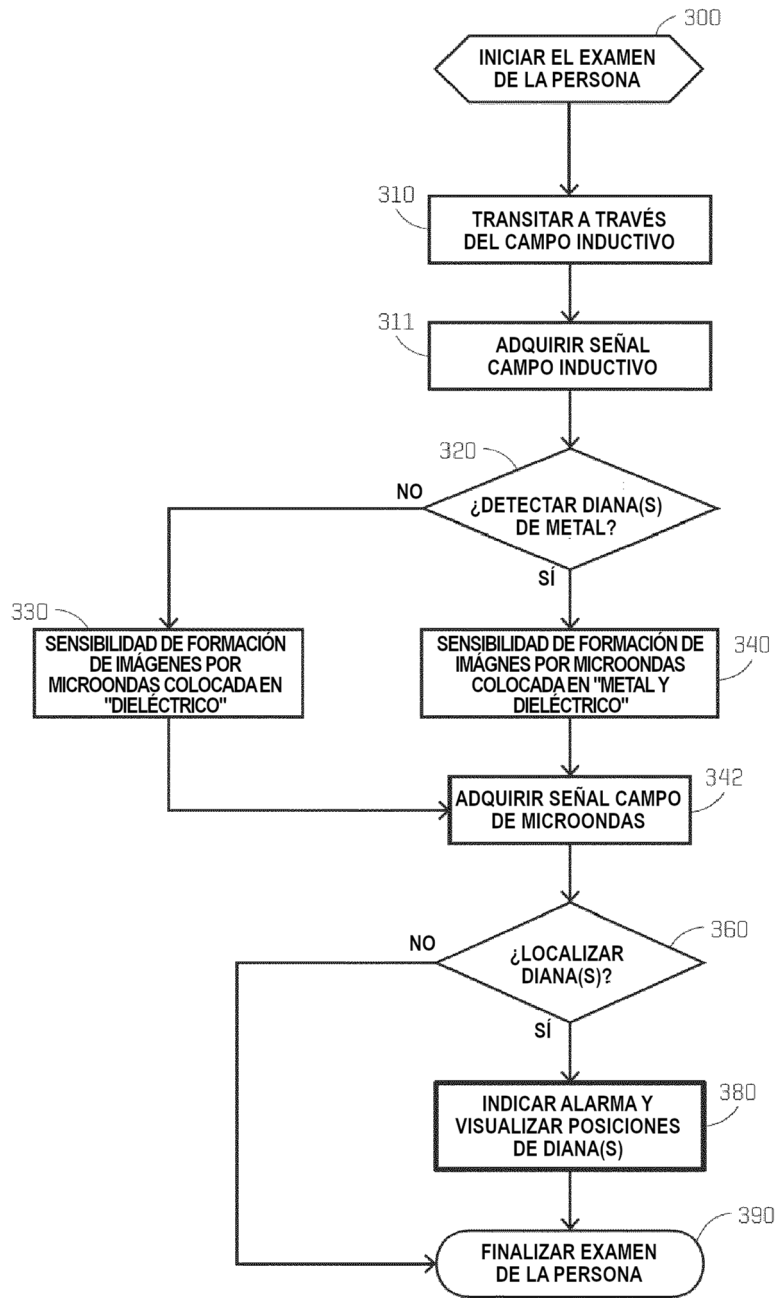 300
INICIAR EL EXAMEN
DE LA PERSONA
310
TRANSITAR A TRAVÉS
DEL CAMPO INDUCTIVO
311
ADQUIRIR SEÑAL
CAMPO INDUCTIVO
320
NO
¿DETECTAR DIANA(S)
DE METAL?
SÍ
330
SENSIBILIDAD DE FORMACIÓN
DE IMÁGENES POR
MICROONDAS COLOCADA EN
"DIELÉCTRICO"
340
SENSIBILIDAD DE FORMACIÓN DE
IMÁGNES POR MICROONDAS
COLOCADA EN "METAL Y
DIELÉCTRICO"
342
ADQUIRIR SEÑAL CAMPO
DE MICROONDAS
360
NO
¿LOCALIZAR
DIANA(S)?
SÍ
380
INDICAR ALARMA Y
VISUALIZAR POSICIONES
DE DIANA(S)
390
FINALIZAR EXAMEN
DE LA PERSONA